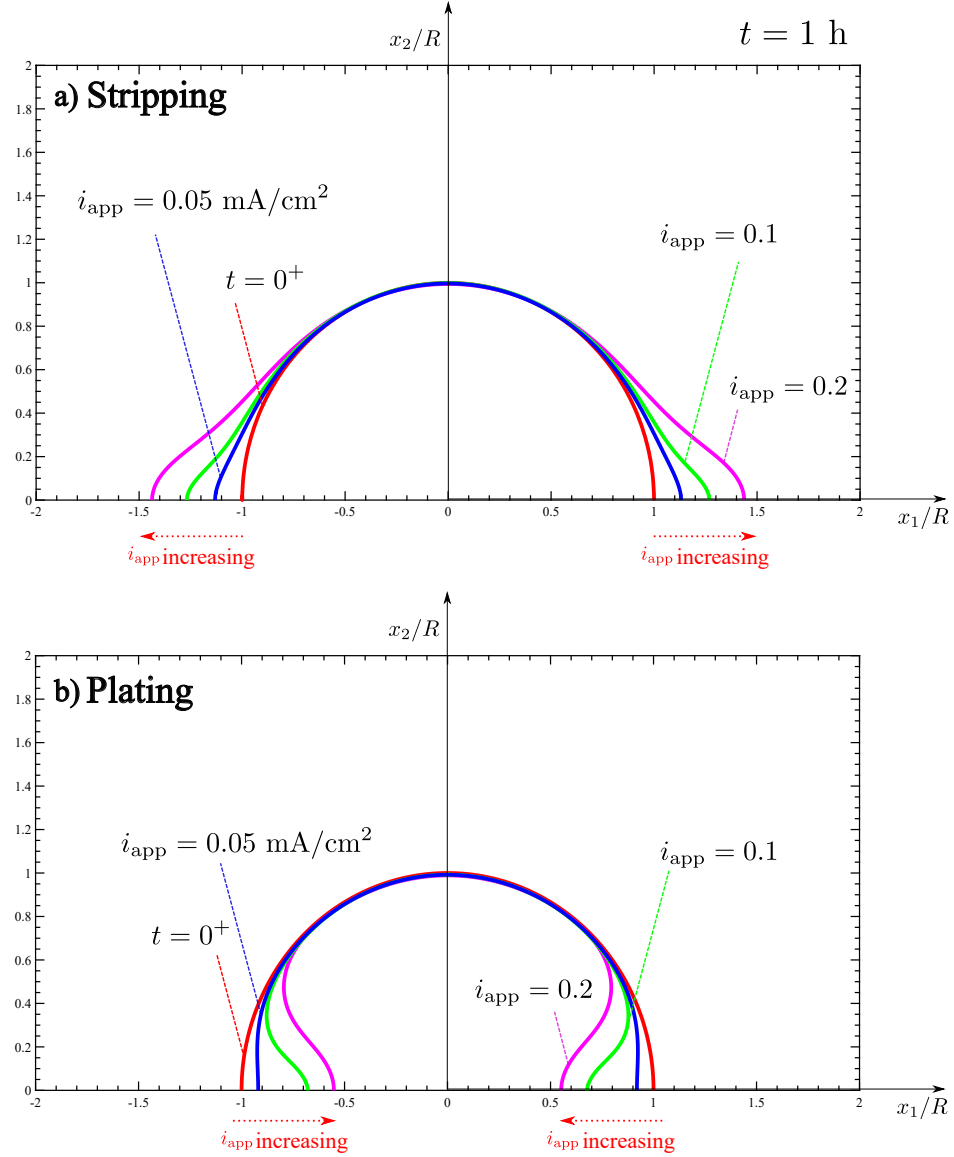 x₂/R
t = 1 h
a) Stripping
2
1.8
1.6
1.4
1.2
1
0.8
0.6
0.4
0.2
0
i_app = 0.05 mA/cm²
i_app = 0.1
t = 0⁺
i_app = 0.2
-2 -1.5 -1 -0.5 0 0.5 1 1.5 2
x₁/R
i_app increasing
i_app increasing
x₂/R
b) Plating
2
1.8
1.6
1.4
1.2
1
0.8
0.6
0.4
0.2
0
i_app = 0.05 mA/cm²
i_app = 0.1
t = 0⁺
i_app = 0.2
-2 -1.5 -1 -0.5 0 0.5 1 1.5 2
x₁/R
i_app increasing
i_app increasing